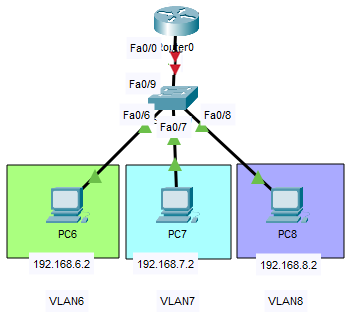 Fa0/0 Router0
Fa0/9
Fa0/6 Fa0/8
Fa0/7
PC6 PC7 PC8
192.168.6.2 192.168.7.2 192.168.8.2
VLAN6 VLAN7 VLAN8